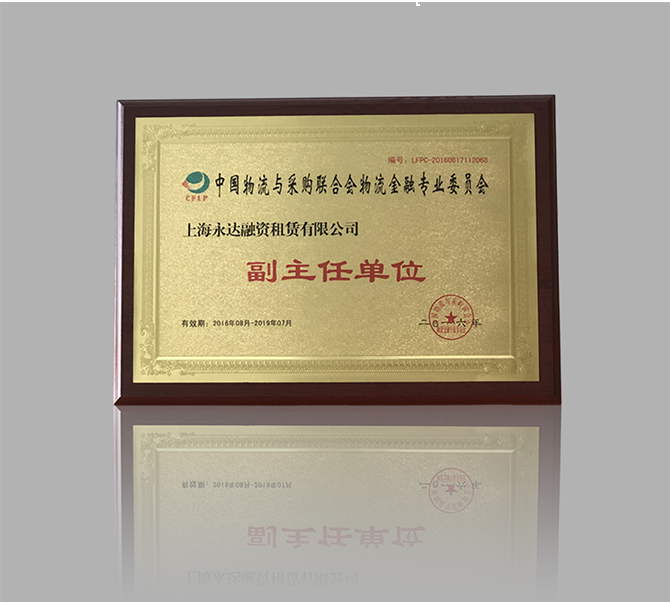 编号：LFPC-20160617112068
CFLP
中国物流与采购联合会物流金融专业委员会
上海永达融资租赁有限公司
副主任单位
有效期：2016年08月-2019年07月
二〇一六年